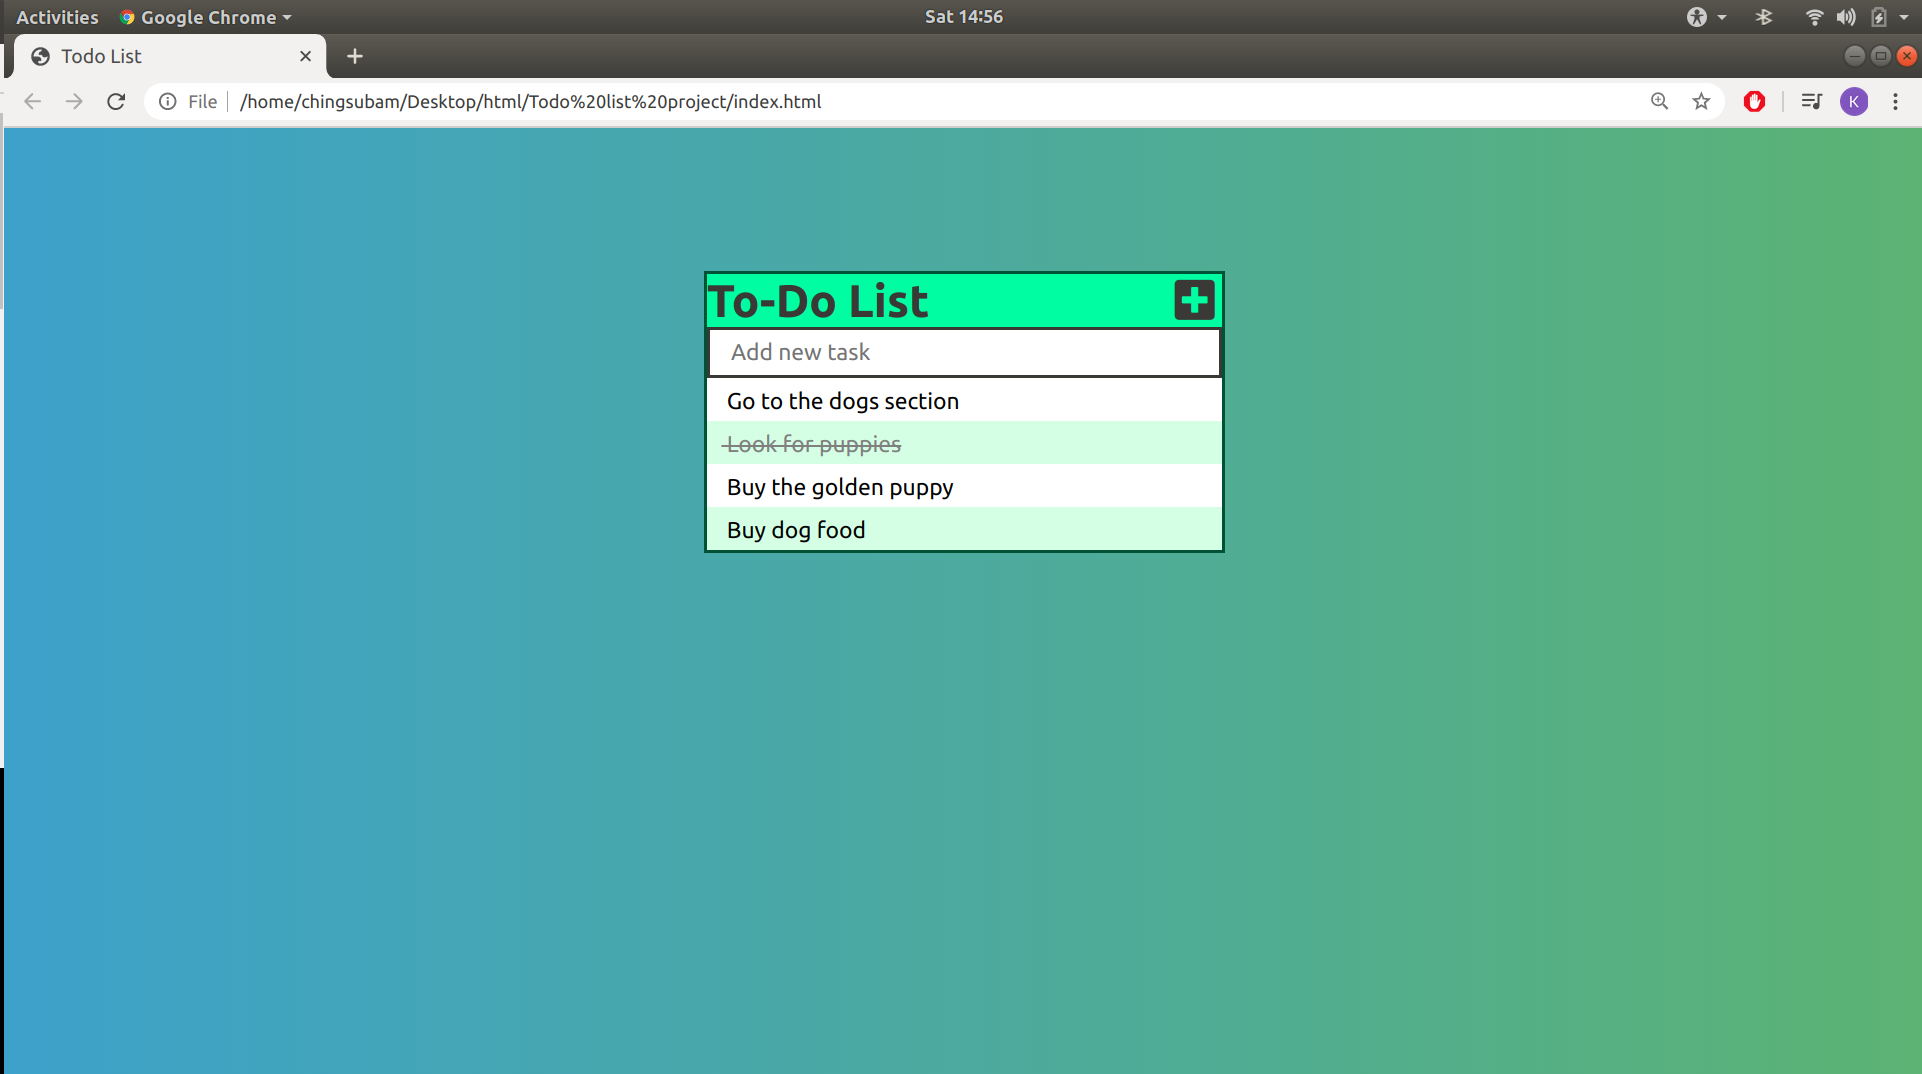 Activities Google Chrome Sat 14:56
Todo List
File /home/chingsubam/Desktop/html/Todo%20list%20project/index.html K
To-Do List
Add new task
Go to the dogs section
Look for puppies
Buy the golden puppy
Buy dog food